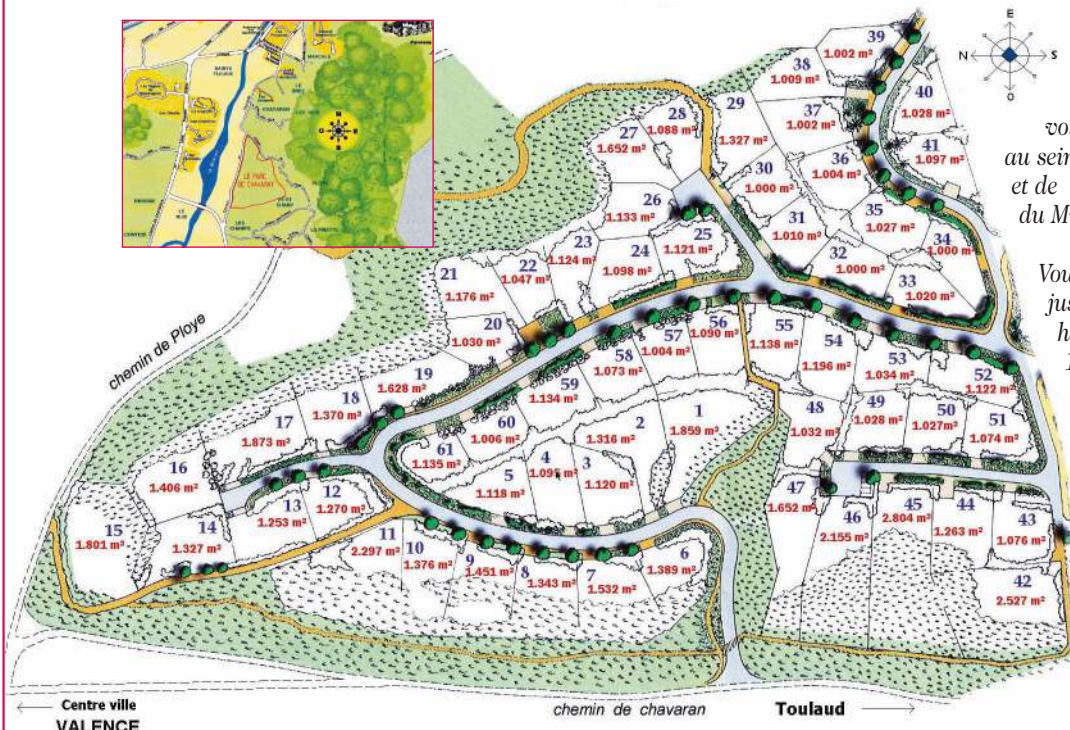 LE PARC
DE CHAVARAN
E
N
S
O
39
1.002 m²
38
1.009 m²
40
1.028 m²
37
1.002 m²
41
1.097 m²
36
1.004 m²
35
1.027 m²
34
1.000 m²
33
1.020 m²
32
1.000 m²
31
1.010 m²
30
1.000 m²
29
1.327 m²
28
1.088 m²
27
1.652 m²
26
1.133 m²
25
1.121 m²
24
1.098 m²
23
1.124 m²
22
1.047 m²
21
1.176 m²
20
1.030 m²
19
1.628 m²
18
1.370 m²
17
1.873 m²
16
1.406 m²
15
1.801 m²
14
1.327 m²
13
1.253 m²
12
1.270 m²
11
2.297 m²
10
1.376 m²
9
1.451 m²
8
1.343 m²
7
1.532 m²
6
1.389 m²
5
1.118 m²
4
3
1.120 m²
2
1.316 m²
1
1.859 m²
61
1.135 m²
60
1.006 m²
59
1.134 m²
58
1.073 m²
57
1.004 m²
56
1.090 m²
55
1.138 m²
54
1.196 m²
53
1.034 m²
52
1.122 m²
51
1.074 m²
50
1.027m²
49
1.028 m²
48
1.032 m²
47
1.652 m²
46
2.155 m²
45
2.804 m²
44
1.263 m²
43
1.076 m²
42
2.527 m²
au sein
et de
du M
Vou
jus
chemin de Ploye
chemin de chavaran
Centre ville
VALENCE
Toulaud